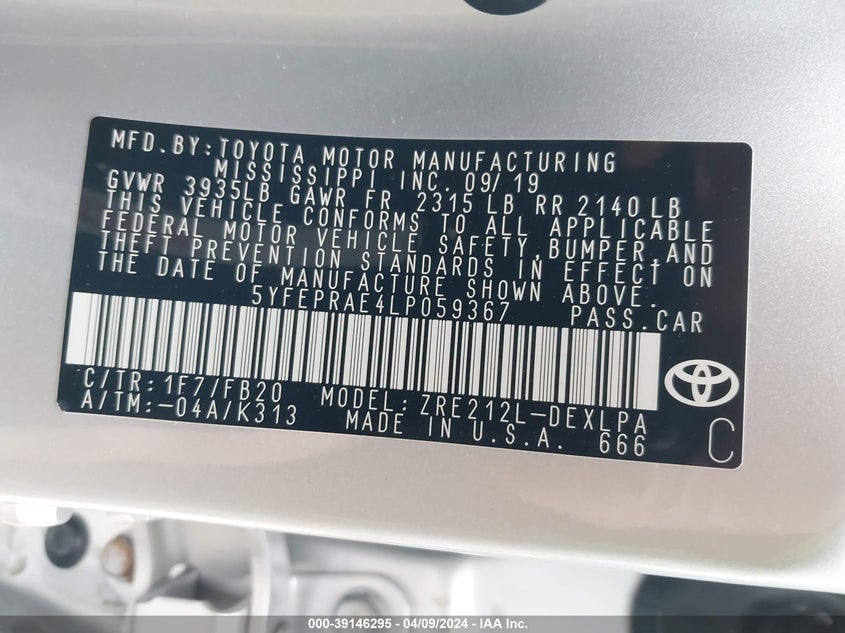 MFD.BY:TOYOTA MOTOR MANUFACTURING
MISSISSIPPI INC. 09/19
GVWR 3935LB GAWR FR 2315 LB RR 2140 LB
THIS VEHICLE CONFORMS TO ALL APPLICABLE
FEDERAL MOTOR VEHICLE SAFETY,BUMPER,AND
THEFT PREVENTION STANDARDS IN EFFECT ON
THE DATE OF MANUFACTURE SHOWN ABOVE.
5YFEPRAE4LP059367 PASS.CAR
C/TR:1F7/FB20 MODEL:ZRE212L-DEXLPA
A/TM:-04A/K313 MADE IN U.S.A. 666
C
000-39146295 - 04/09/2024 - IAA Inc.